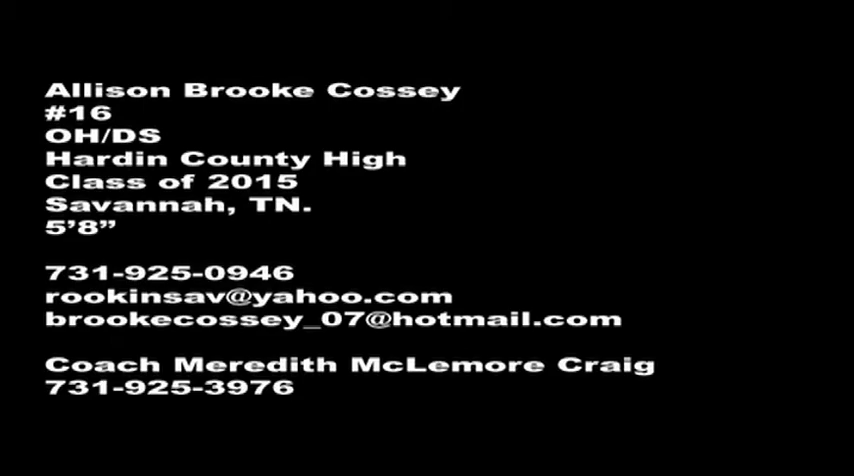 Allison Brooke Cossey
#16
OH/DS
Hardin County High
Class of 2015
Savannah, TN.
5’8”
731-925-0946
rookinsav@yahoo.com
brookecossey_07@hotmail.com
Coach Meredith McLemore Craig
731-925-3976